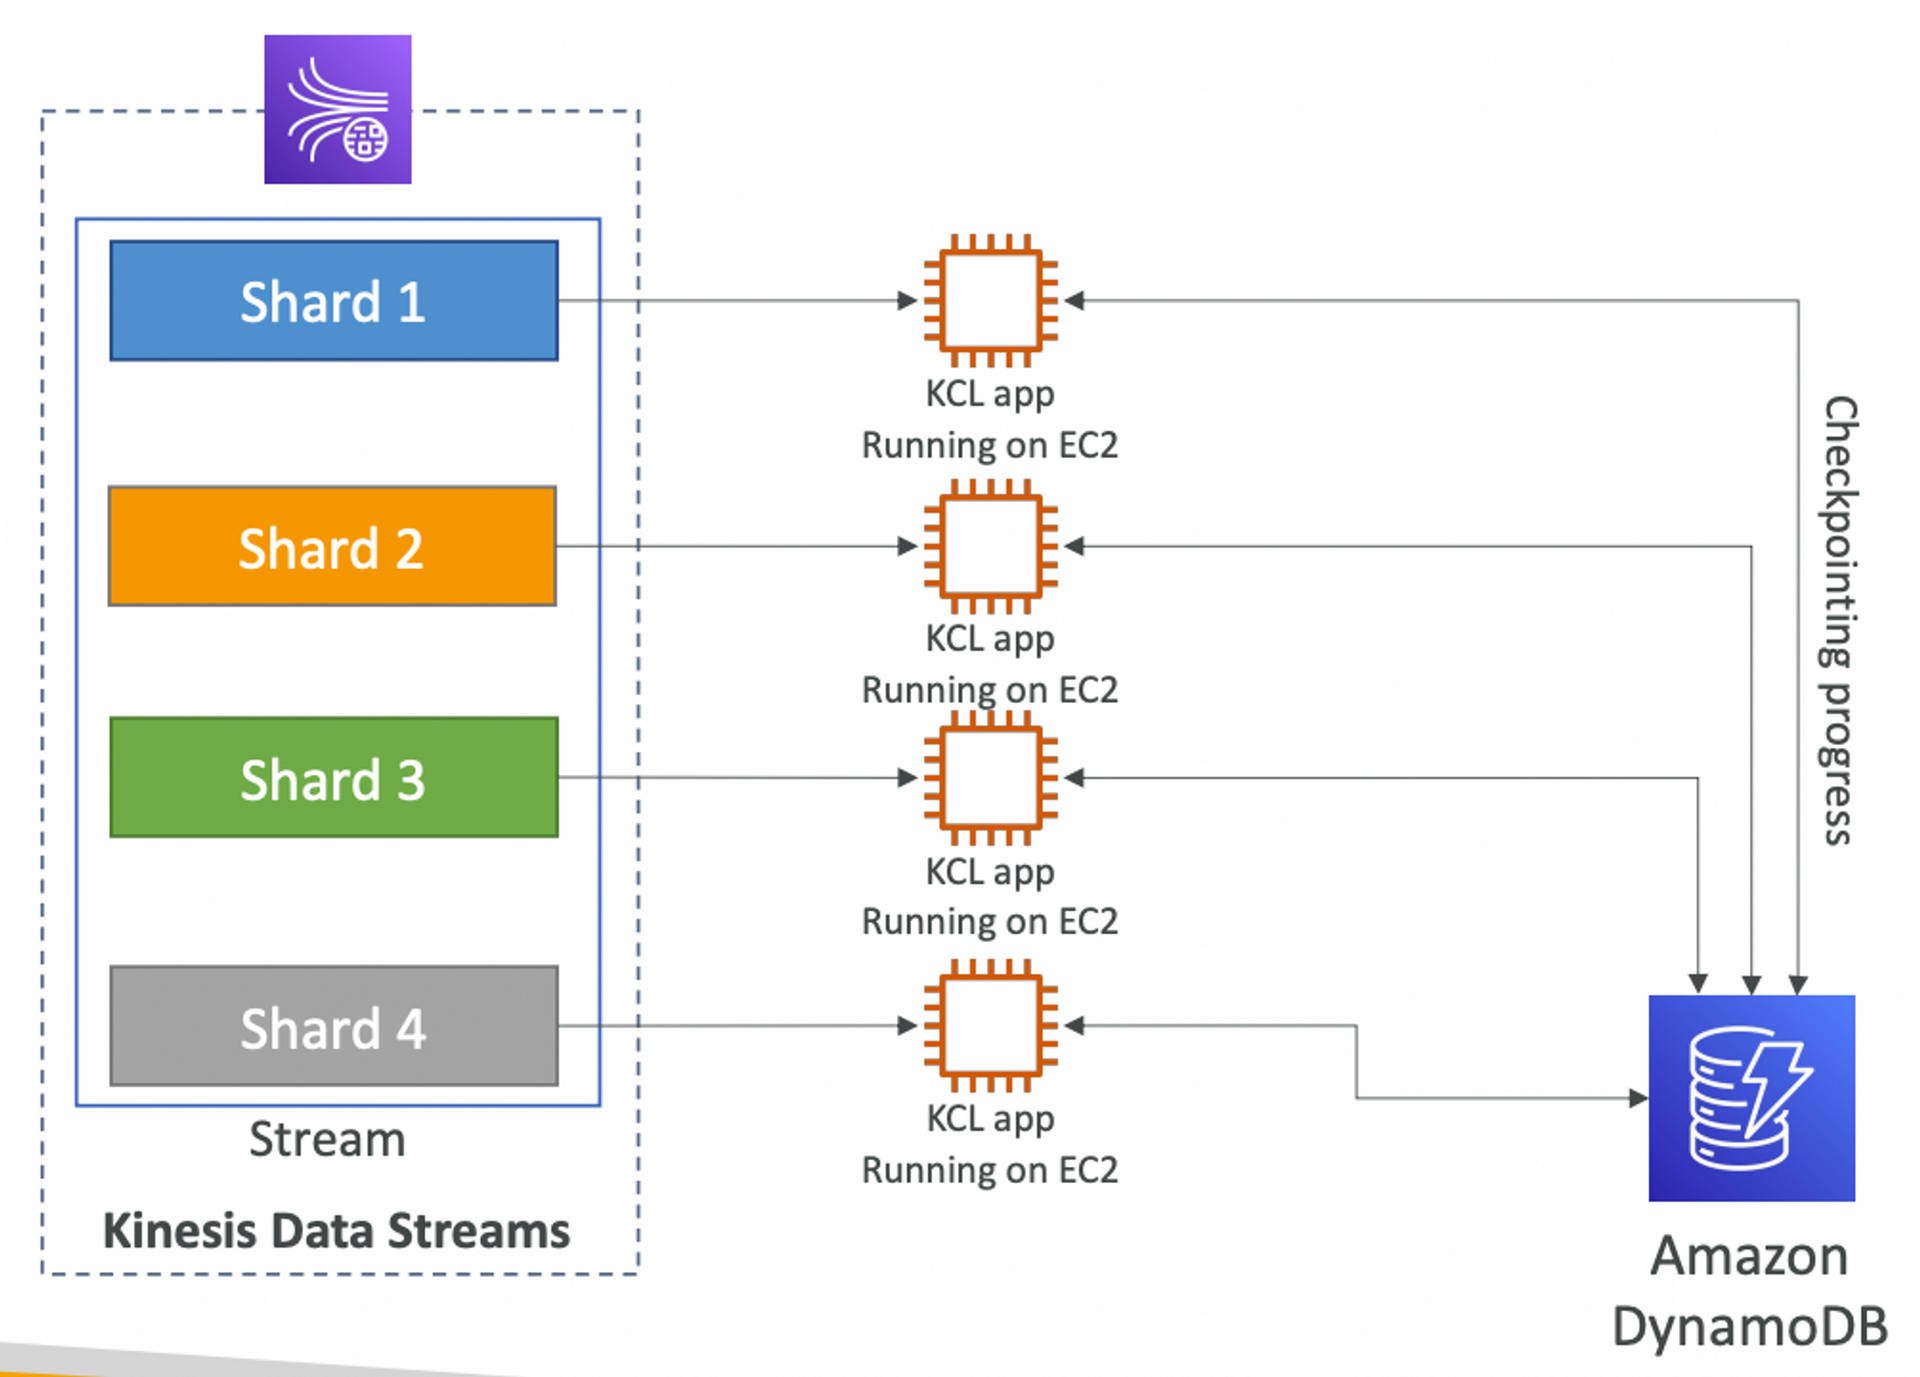 Shard 1
KCL app
Running on EC2
Shard 2
KCL app
Running on EC2
Shard 3
KCL app
Running on EC2
Shard 4
KCL app
Running on EC2
Stream
Kinesis Data Streams
Checkpointing progress
Amazon
DynamoDB